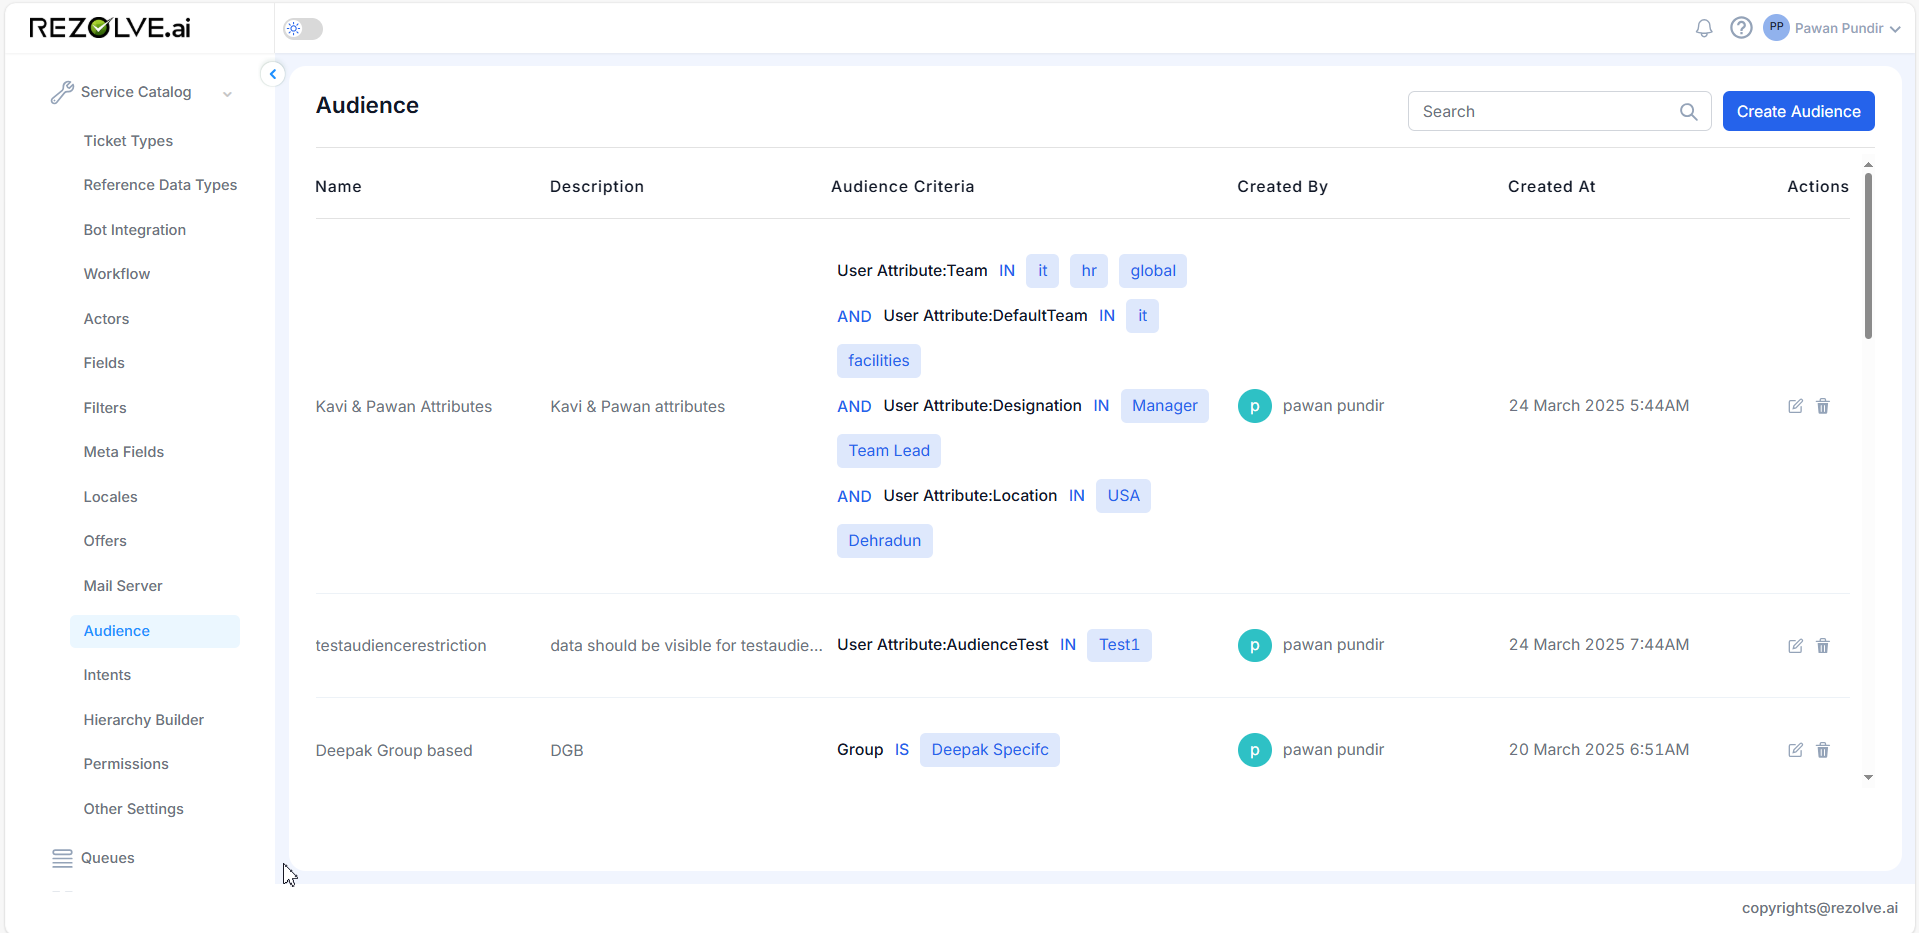 REZOLVE.ai
PP Pawan Pundir
Service Catalog
Ticket Types
Reference Data Types
Bot Integration
Workflow
Actors
Fields
Filters
Meta Fields
Locales
Offers
Mail Server
Audience
Intents
Hierarchy Builder
Permissions
Other Settings
Queues
Audience
Search
Create Audience
Name Description Audience Criteria Created By Created At Actions
User Attribute:Team IN it hr global
AND User Attribute:DefaultTeam IN it
facilities
Kavi & Pawan Attributes Kavi & Pawan attributes AND User Attribute:Designation IN Manager p pawan pundir 24 March 2025 5:44AM
Team Lead
AND User Attribute:Location IN USA
Dehradun
testaudiencerestriction data should be visible for testaudie... User Attribute:AudienceTest IN Test1 p pawan pundir 24 March 2025 7:44AM
Deepak Group based DGB Group IS Deepak Specifc p pawan pundir 20 March 2025 6:51AM
copyrights@rezolve.ai